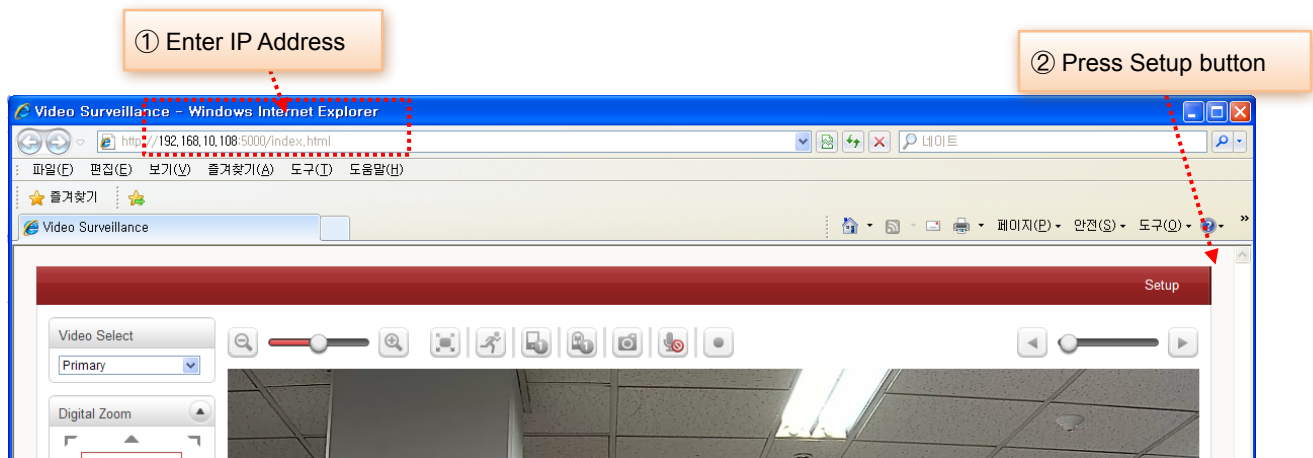 ① Enter IP Address
② Press Setup button
Video Surveillance - Windows Internet Explorer
http://192.168.10.108:5000/index.html
네이트
파일(F) 편집(E) 보기(V) 즐겨찾기(A) 도구(T) 도움말(H)
즐겨찾기
Video Surveillance
페이지(P) 안전(S) 도구(O) »
Setup
Video Select
Primary
Digital Zoom